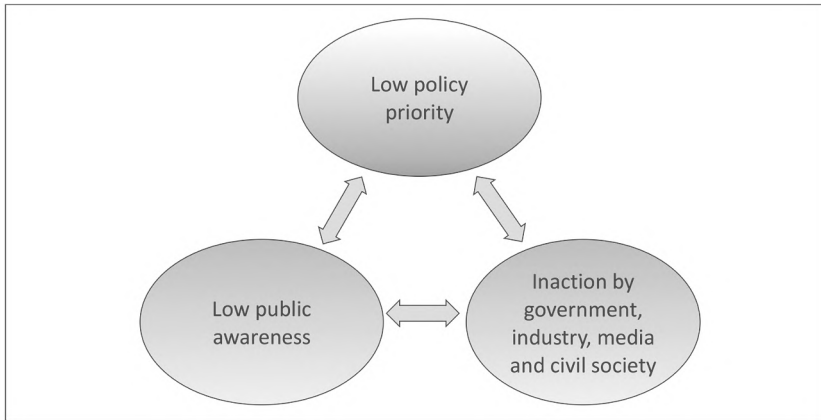 Low policy
priority
Low public
awareness
Inaction by
government,
industry, media
and civil society